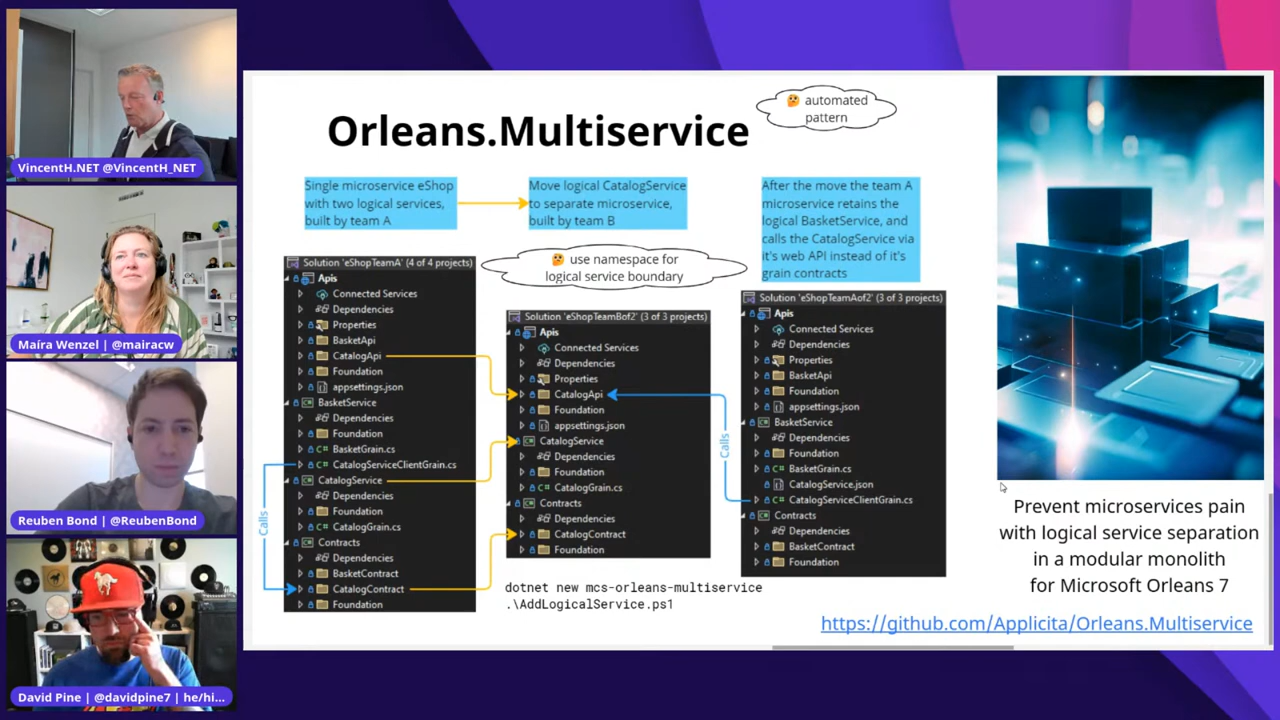 VincentH.NET @VincentH_NET
Maíra Wenzel | @mairacw
Reuben Bond | @ReubenBond
David Pine | @davidpine7 | he/hi...
Orleans.Multiservice
🤔 automated
pattern
Single microservice eShop
with two logical services,
built by team A
Move logical CatalogService
to separate microservice,
built by team B
After the move the team A
microservice retains the
logical BasketService, and
calls the CatalogService via
it's web API instead of it's
grain contracts
🤔 use namespace for
logical service boundary
Solution 'eShopTeamA' (4 of 4 projects)
Apis
Connected Services
Dependencies
Properties
BasketApi
CatalogApi
Foundation
appsettings.json
BasketService
Dependencies
Foundation
BasketGrain.cs
CatalogServiceClientGrain.cs
CatalogService
Dependencies
Foundation
CatalogGrain.cs
Contracts
Dependencies
BasketContract
CatalogContract
Foundation
Calls
Solution 'eShopTeamBof2' (3 of 3 projects)
Apis
Connected Services
Dependencies
Properties
CatalogApi
Foundation
appsettings.json
CatalogService
Dependencies
Foundation
CatalogGrain.cs
Contracts
Dependencies
CatalogContract
Foundation
Calls
Solution 'eShopTeamAof2' (3 of 3 projects)
Apis
Connected Services
Dependencies
Properties
BasketApi
Foundation
appsettings.json
BasketService
Dependencies
Foundation
BasketGrain.cs
CatalogService.json
CatalogServiceClientGrain.cs
Contracts
Dependencies
BasketContract
Foundation
dotnet new mcs-orleans-multiservice
.\AddLogicalService.ps1
Prevent microservices pain
with logical service separation
in a modular monolith
for Microsoft Orleans 7
https://github.com/Applicita/Orleans.Multiservice